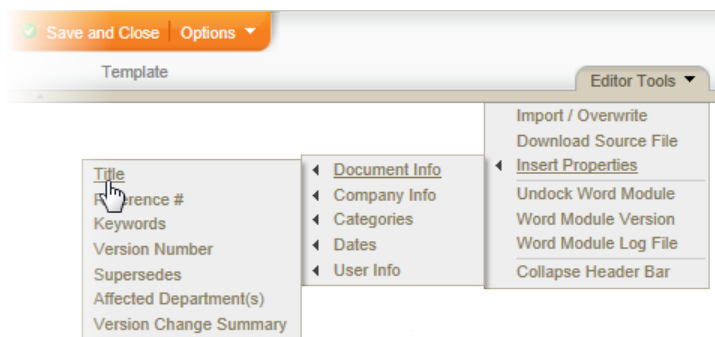 Save and Close Options
Template
Editor Tools
Import / Overwrite
Download Source File
Insert Properties
Undock Word Module
Word Module Version
Word Module Log File
Collapse Header Bar
Document Info
Company Info
Categories
Dates
User Info
Title
Reference #
Keywords
Version Number
Supersedes
Affected Department(s)
Version Change Summary